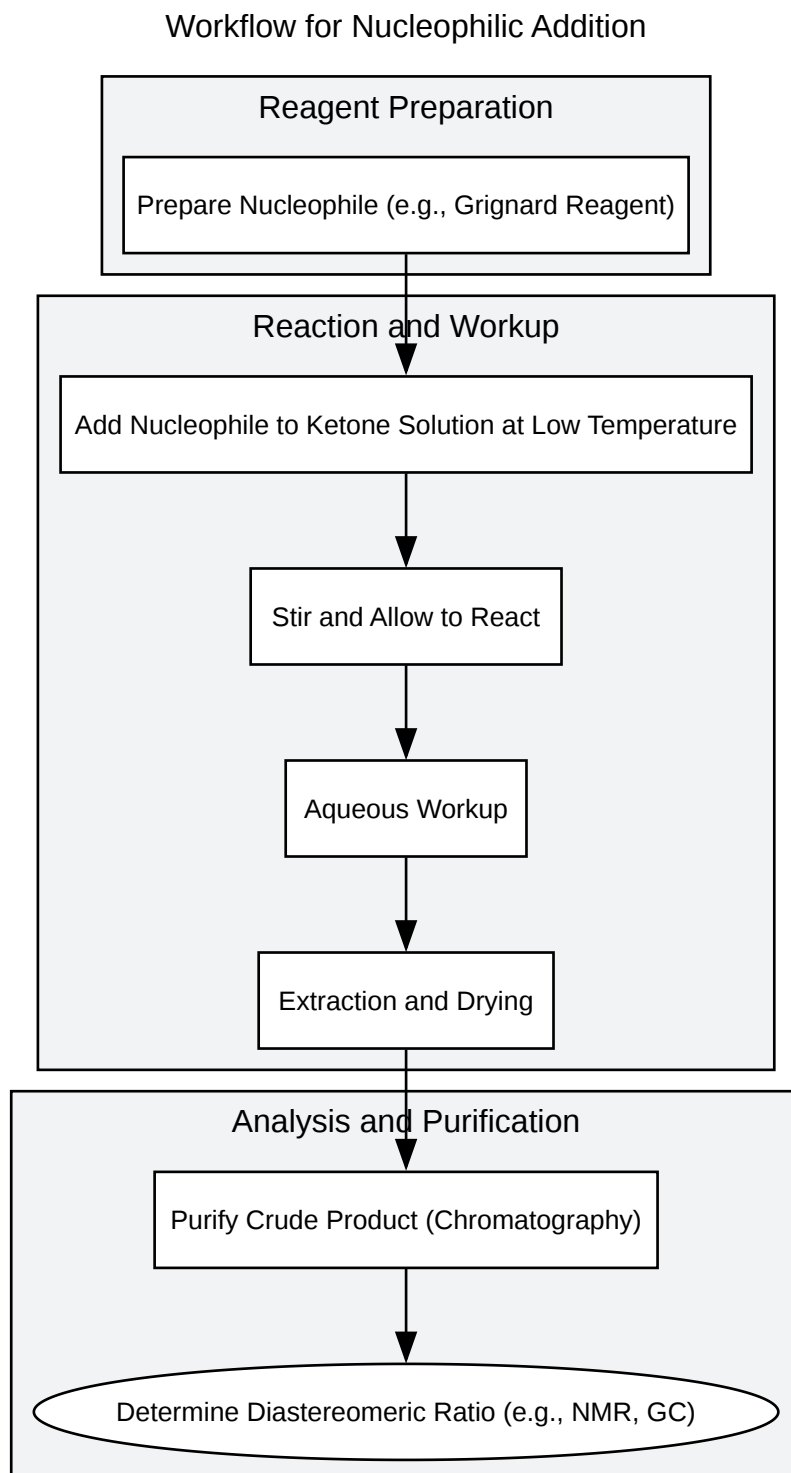 Workflow for Nucleophilic Addition
Reagent Preparation
Prepare Nucleophile (e.g., Grignard Reagent)
Reaction and Workup
Add Nucleophile to Ketone Solution at Low Temperature
Stir and Allow to React
Aqueous Workup
Extraction and Drying
Analysis and Purification
Purify Crude Product (Chromatography)
Determine Diastereomeric Ratio (e.g., NMR, GC)